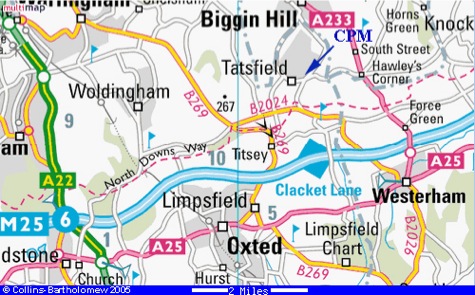 multimap
Biggin Hill
A233
CPM
Horns
Green
Knock
South Street
Hawley's
Corner
Tatsfield
Woldingham
B269
267
B2024
Force
Green
9
North Downs Way
10
Titsey
B269
A25
A22
Clacket Lane
Westerham
M25
6
Limpsfield
5
B2026
A25
Oxted
Limpsfield
Chart
dstone
1
Church
Hurst
B269
© Collins-Bartholomew 2005
2 Miles